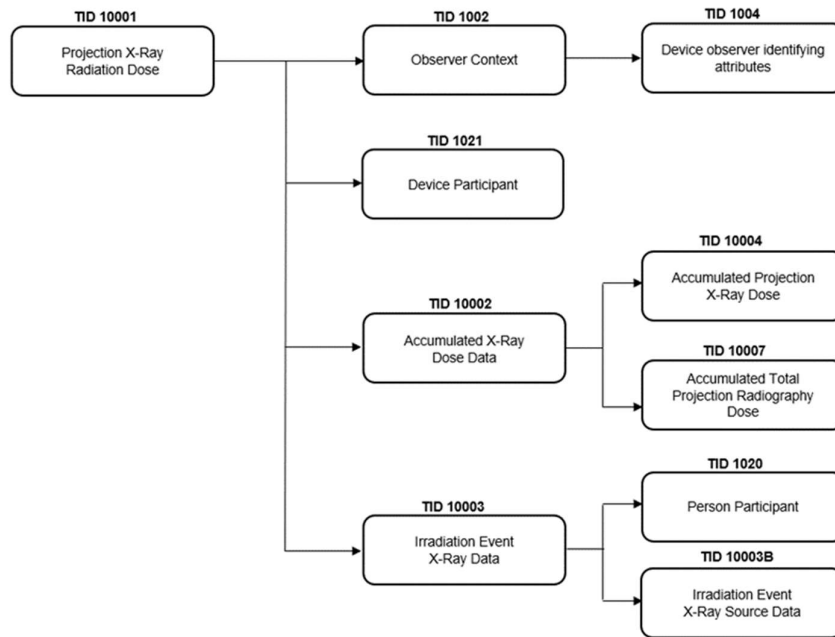 TID 10001
Projection X-Ray
Radiation Dose
TID 1002
Observer Context
TID 1004
Device observer identifying
attributes
TID 1021
Device Participant
TID 10002
Accumulated X-Ray
Dose Data
TID 10004
Accumulated Projection
X-Ray Dose
TID 10007
Accumulated Total
Projection Radiography
Dose
TID 10003
Irradiation Event
X-Ray Data
TID 1020
Person Participant
TID 10003B
Irradiation Event
X-Ray Source Data